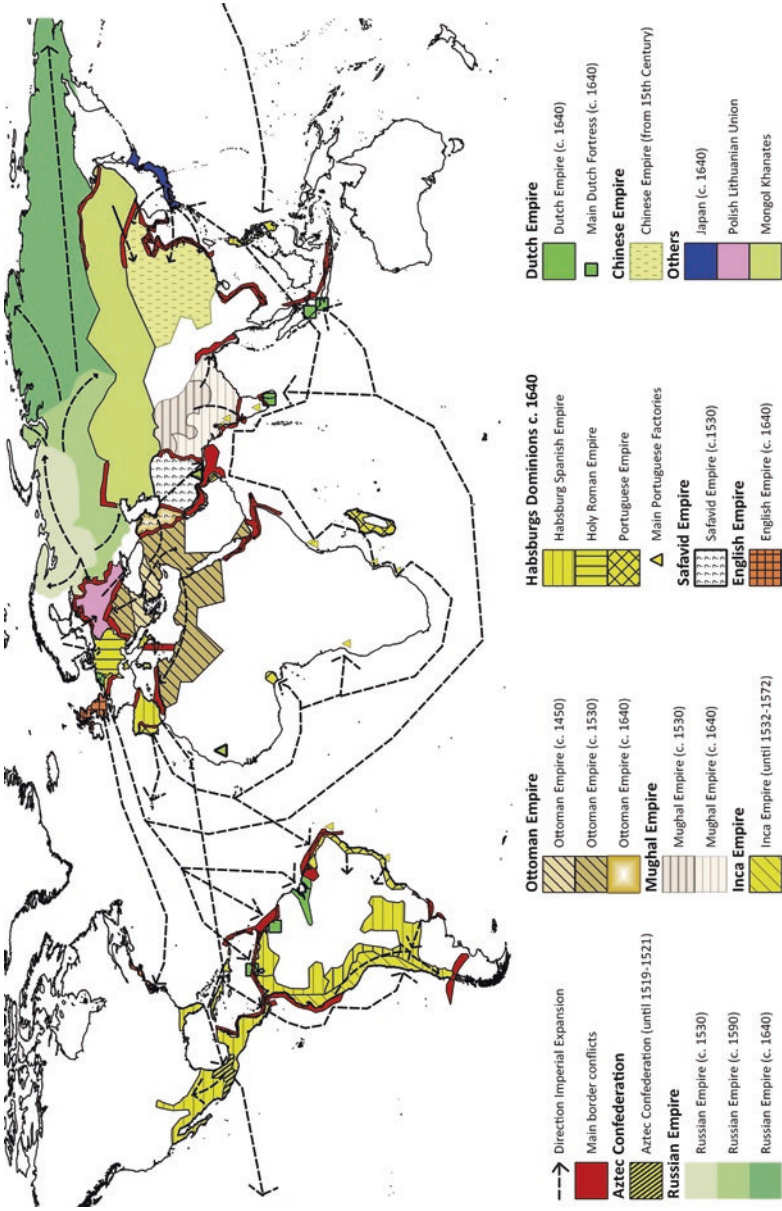 Direction Imperial Expansion
Main border conflicts
Aztec Confederation
Aztec Confederation (until 1519-1521)
Russian Empire
Russian Empire (c. 1530)
Russian Empire (c. 1590)
Russian Empire (c. 1640)
Ottoman Empire
Ottoman Empire (c. 1450)
Ottoman Empire (c. 1530)
Ottoman Empire (c. 1640)
Mughal Empire
Mughal Empire (c. 1530)
Mughal Empire (c. 1640)
Inca Empire
Inca Empire (until 1532-1572)
Habsburgs Dominions c. 1640
Habsburg Spanish Empire
Holy Roman Empire
Portuguese Empire
Main Portuguese Factories
Safavid Empire
Safavid Empire (c.1530)
English Empire
English Empire (c. 1640)
Dutch Empire
Dutch Empire (c. 1640)
Main Dutch Fortress (c. 1640)
Chinese Empire
Chinese Empire (from 15th Century)
Others
Japan (c. 1640)
Polish Lithuanian Union
Mongol Khanates